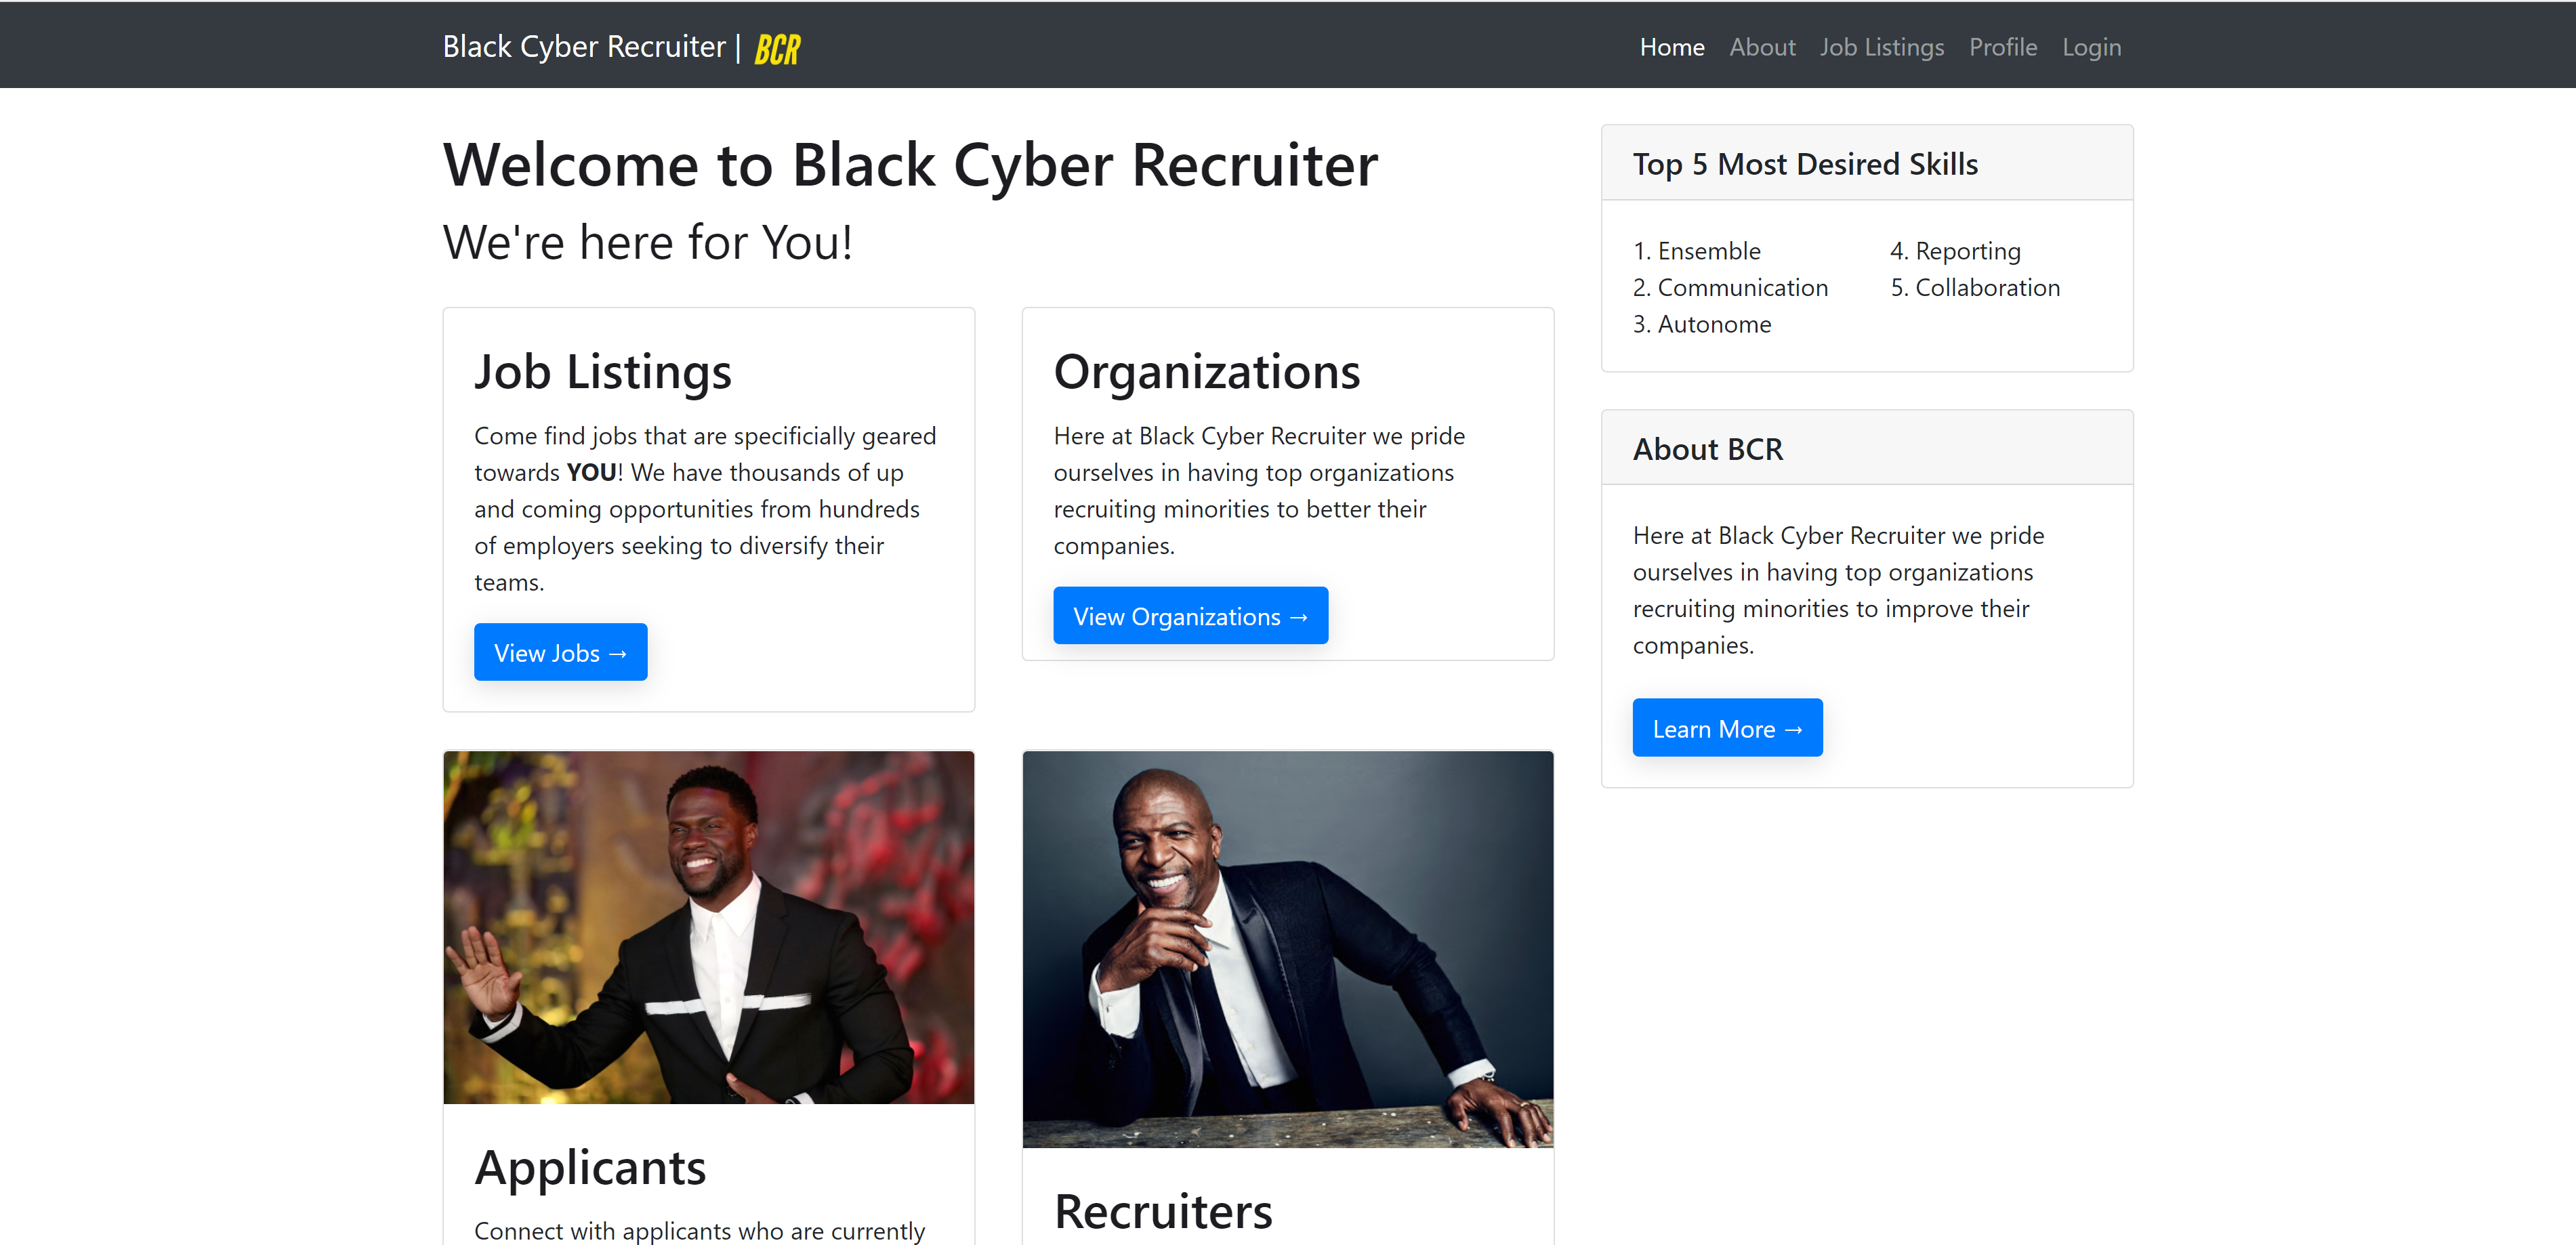 Black Cyber Recruiter | BCR
Home About Job Listings Profile Login
Welcome to Black Cyber Recruiter
We're here for You!
Job Listings
Come find jobs that are specificially geared
towards YOU! We have thousands of up
and coming opportunities from hundreds
of employers seeking to diversify their
teams.
View Jobs →
Organizations
Here at Black Cyber Recruiter we pride
ourselves in having top organizations
recruiting minorities to better their
companies.
View Organizations →
Applicants
Connect with applicants who are currently
Recruiters
Top 5 Most Desired Skills
1. Ensemble
2. Communication
3. Autonome
4. Reporting
5. Collaboration
About BCR
Here at Black Cyber Recruiter we pride
ourselves in having top organizations
recruiting minorities to improve their
companies.
Learn More →